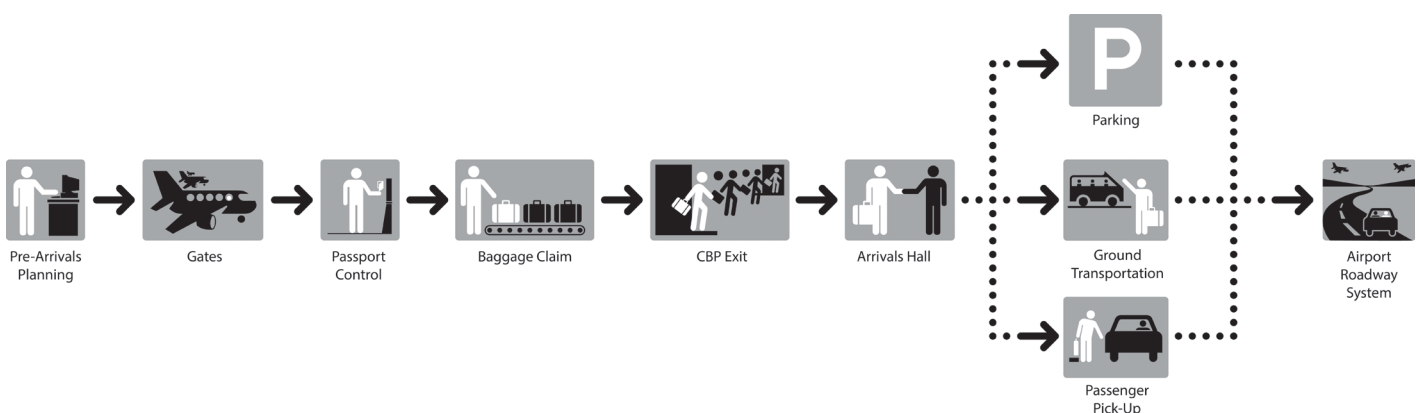 Pre-Arrivals
Planning
Gates
Passport
Control
Baggage Claim
CBP Exit
Arrivals Hall
P
Parking
Ground
Transportation
Passenger
Pick-Up
Airport
Roadway
System